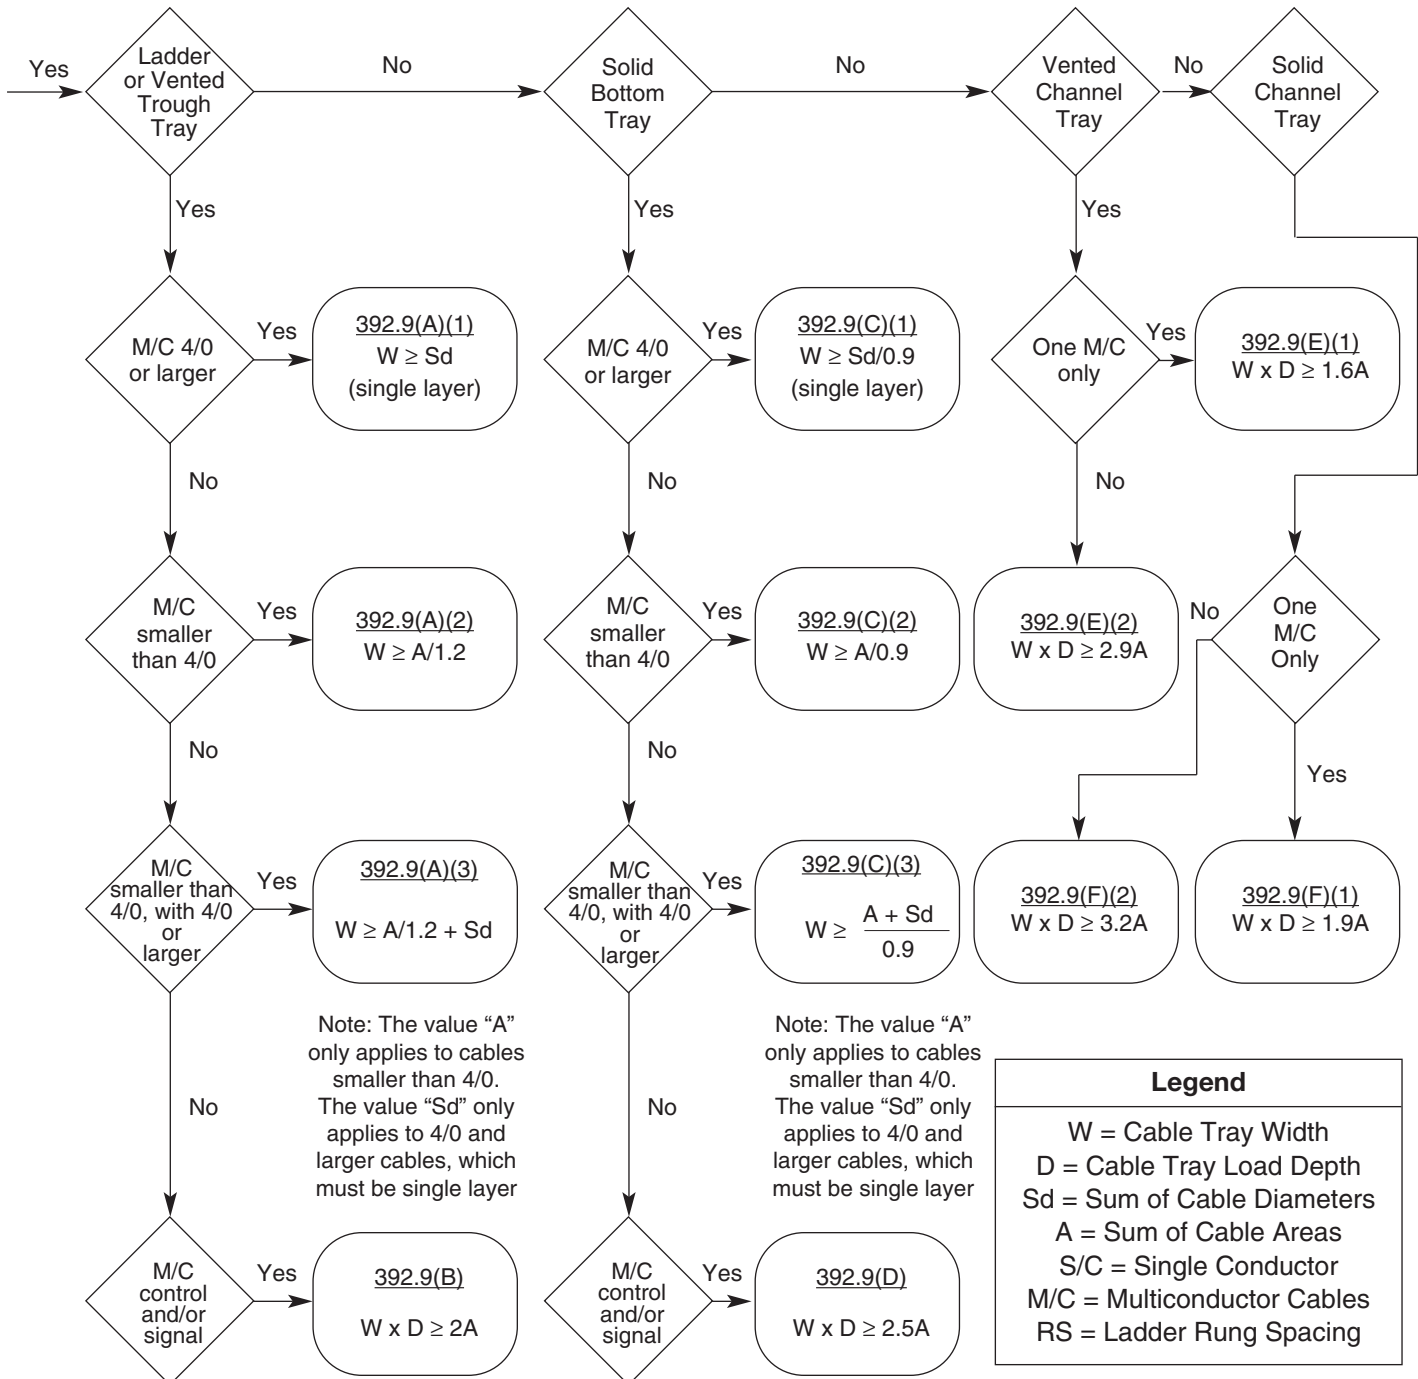 Yes
Ladder
or Vented
Trough
Tray
No
Solid
Bottom
Tray
No
Vented
Channel
Tray
No
Solid
Channel
Tray
Yes
Yes
Yes
M/C 4/0
or larger
Yes
392.9(A)(1)
W ≥ Sd
(single layer)
M/C 4/0
or larger
Yes
392.9(C)(1)
W ≥ Sd/0.9
(single layer)
One M/C
only
Yes
392.9(E)(1)
W x D ≥ 1.6A
No
No
No
M/C
smaller
than 4/0
Yes
392.9(A)(2)
W ≥ A/1.2
M/C
smaller
than 4/0
Yes
392.9(C)(2)
W ≥ A/0.9
392.9(E)(2)
W x D ≥ 2.9A
No
One
M/C
Only
No
No
Yes
M/C
smaller than
4/0, with 4/0
or
larger
Yes
392.9(A)(3)
W ≥ A/1.2 + Sd
M/C
smaller than
4/0, with 4/0
or
larger
Yes
392.9(C)(3)
W ≥ A + Sd
0.9
392.9(F)(2)
W x D ≥ 3.2A
392.9(F)(1)
W x D ≥ 1.9A
No
Note: The value “A”
only applies to cables
smaller than 4/0.
The value “Sd” only
applies to 4/0 and
larger cables, which
must be single layer
No
Note: The value “A”
only applies to cables
smaller than 4/0.
The value “Sd” only
applies to 4/0 and
larger cables, which
must be single layer
Legend
W = Cable Tray Width
D = Cable Tray Load Depth
Sd = Sum of Cable Diameters
A = Sum of Cable Areas
S/C = Single Conductor
M/C = Multiconductor Cables
RS = Ladder Rung Spacing
M/C
control
and/or
signal
Yes
392.9(B)
W x D ≥ 2A
M/C
control
and/or
signal
Yes
392.9(D)
W x D ≥ 2.5A